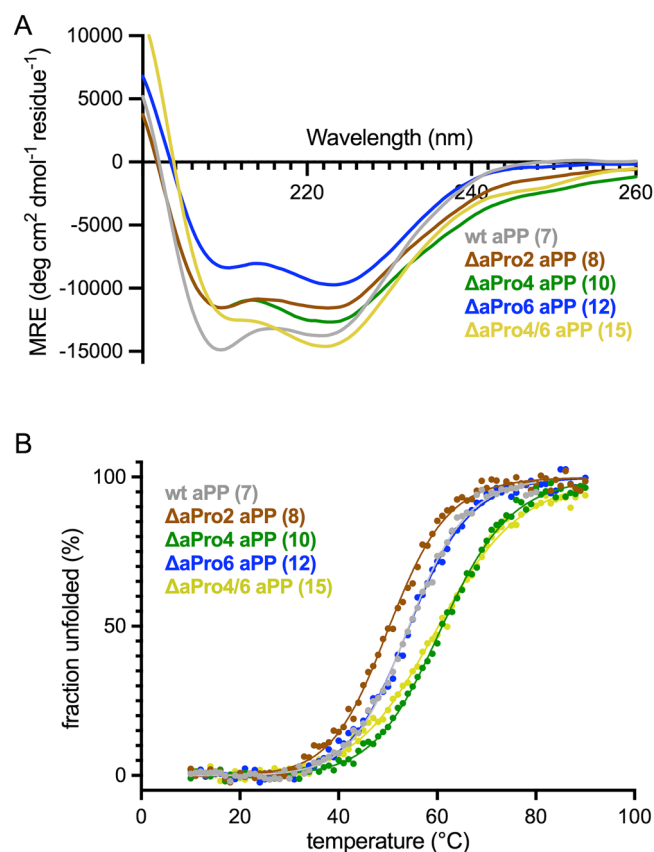 A
MRE (deg cm² dmol⁻¹ residue⁻¹)
10000
5000
0
-5000
-10000
-15000
Wavelength (nm)
220
240
260
wt aPP (7)
ΔaPro2 aPP (8)
ΔaPro4 aPP (10)
ΔaPro6 aPP (12)
ΔaPro4/6 aPP (15)
B
fraction unfolded (%)
100
50
0
wt aPP (7)
ΔaPro2 aPP (8)
ΔaPro4 aPP (10)
ΔaPro6 aPP (12)
ΔaPro4/6 aPP (15)
0 20 40 60 80 100
temperature (°C)